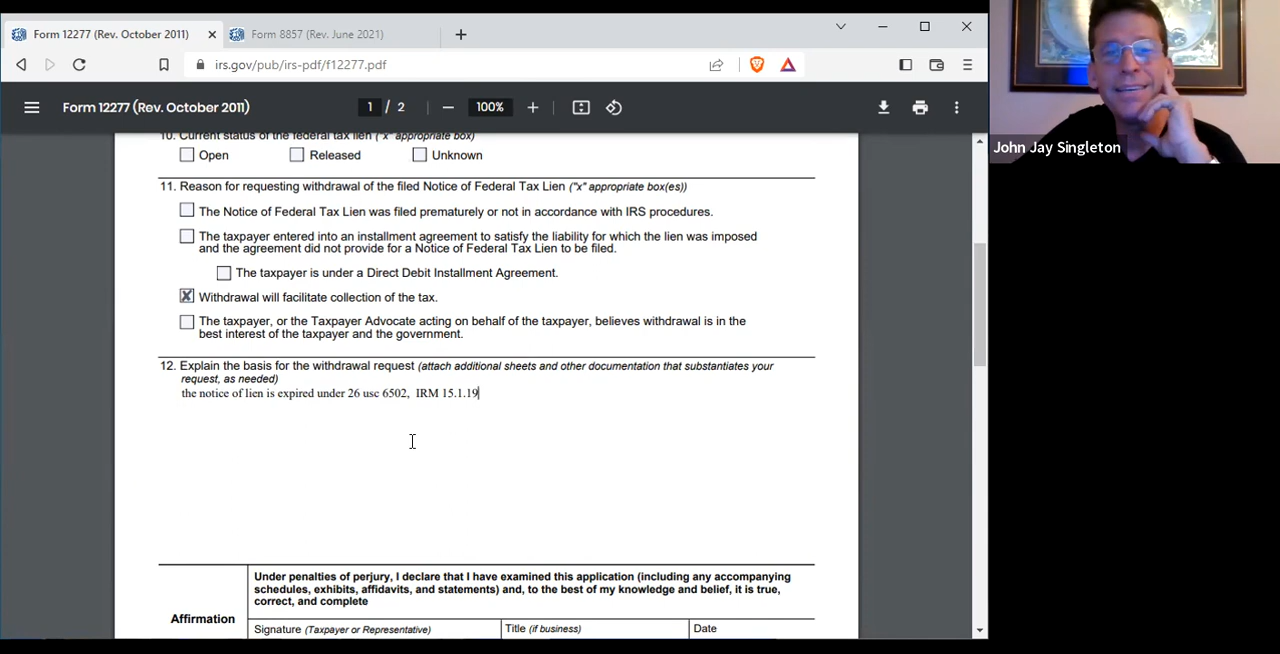 Form 12277 (Rev. October 2011)
Form 8857 (Rev. June 2021)
irs.gov/pub/irs-pdf/f12277.pdf
Form 12277 (Rev. October 2011)
1 / 2
100%
John Jay Singleton
10. Current status of the federal tax lien ("x" appropriate box)
Open Released Unknown
11. Reason for requesting withdrawal of the filed Notice of Federal Tax Lien ("x" appropriate box(es))
The Notice of Federal Tax Lien was filed prematurely or not in accordance with IRS procedures.
The taxpayer entered into an installment agreement to satisfy the liability for which the lien was imposed
and the agreement did not provide for a Notice of Federal Tax Lien to be filed.
The taxpayer is under a Direct Debit Installment Agreement.
X Withdrawal will facilitate collection of the tax.
The taxpayer, or the Taxpayer Advocate acting on behalf of the taxpayer, believes withdrawal is in the
best interest of the taxpayer and the government.
12. Explain the basis for the withdrawal request (attach additional sheets and other documentation that substantiates your
request, as needed)
the notice of lien is expired under 26 usc 6502, IRM 15.1.19
Under penalties of perjury, I declare that I have examined this application (including any accompanying
schedules, exhibits, affidavits, and statements) and, to the best of my knowledge and belief, it is true,
correct, and complete
Affirmation
Signature (Taxpayer or Representative) Title (if business) Date